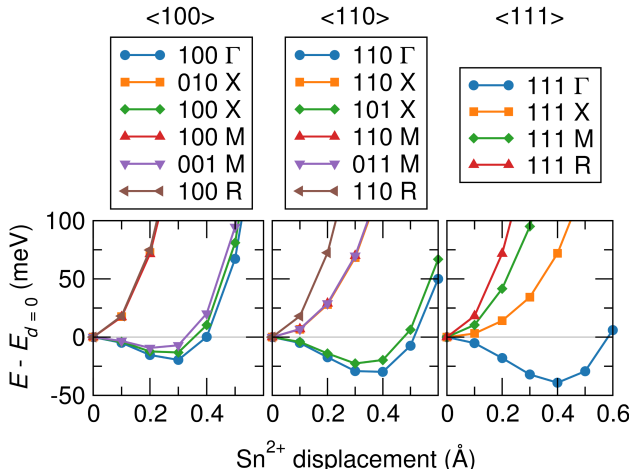 <100> <110> <111>
100 Γ
010 X
100 X
100 M
001 M
100 R
110 Γ
110 X
101 X
110 M
011 M
110 R
111 Γ
111 X
111 M
111 R
E - E d = 0 (meV)
100
50
0
-50
0 0.2 0.4 0 0.2 0.4 0 0.2 0.4 0.6
Sn2+ displacement (Å)